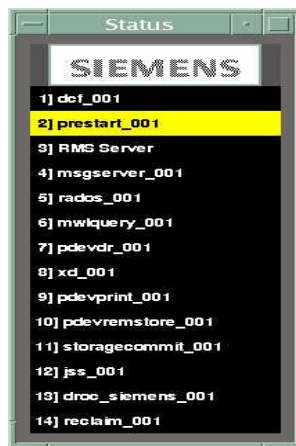 Status
SIEMENS
1] dcf_001
2] prestart_001
3] RMS Server
4] msgserver_001
5] rados_001
6] mwlquery_001
7] pdevdr_001
8] xd_001
9] pdevprint_001
10] pdevremstore_001
11] storagecommit_001
12] jss_001
13] droc_siemens_001
14] reclaim_001